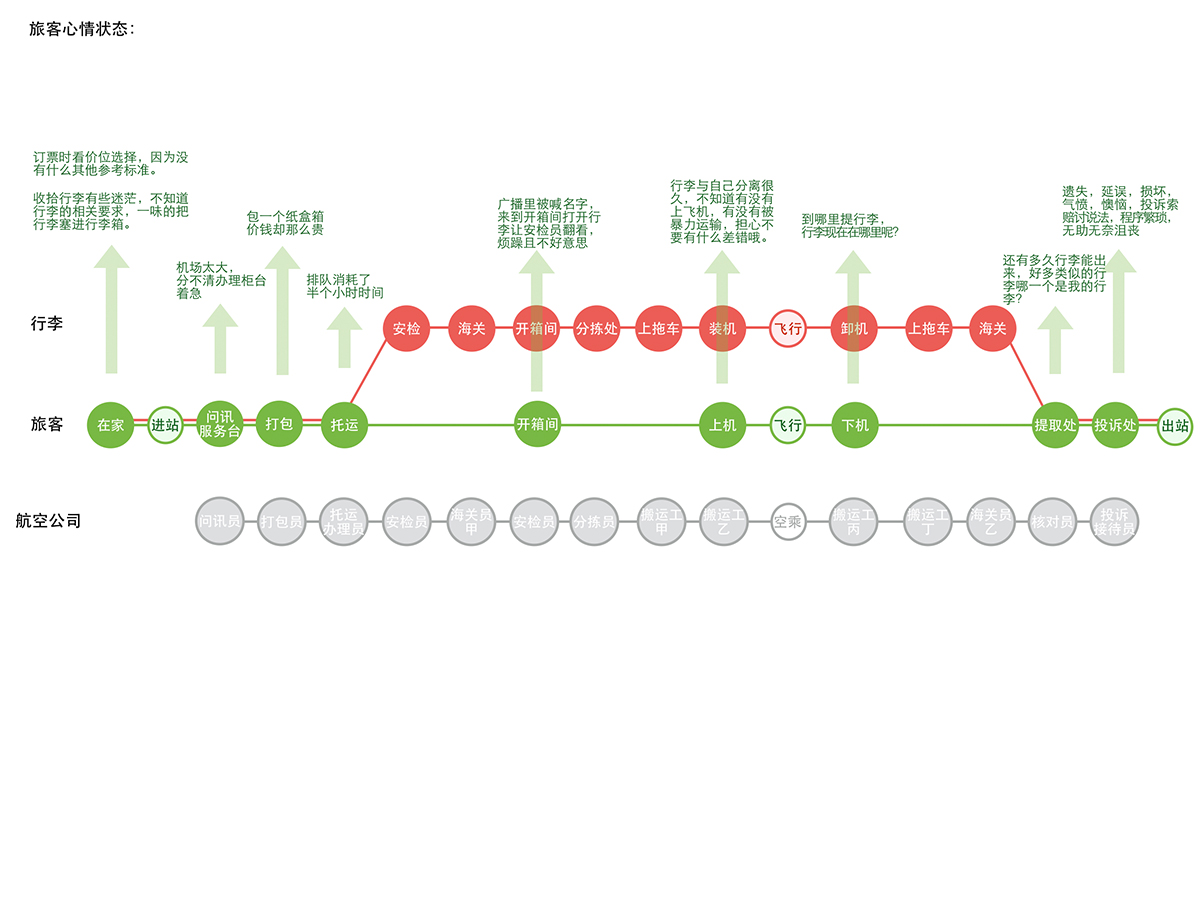 旅客心情状态：
订票时看价位选择，因为没
有什么其他参考标准。
收拾行李有些迷茫，不知道
行李的相关要求，一味的把
行李塞进行李箱。
机场太大，
分不清办理柜台
着急
包一个纸盒箱
价钱却那么贵
排队消耗了
半个小时时间
广播里被喊名字，
来到开箱间打开行
李让安检员翻看，
烦躁且不好意思
行李与自己分离很
久，不知道有没有
上飞机，有没有被
暴力运输，担心不
要有什么差错哦。
到哪里提行李，
行李现在在哪里呢？
还有多久行李能出
来，好多类似的行
李哪一个是我的行
李？
遗失，延误，损坏，
气愤，懊恼，投诉索
赔讨说法，程序繁琐，
无助无奈沮丧
行李
安检
海关
开箱间
分拣处
上拖车
装机
飞行
卸机
上拖车
海关
旅客
在家
进站
问讯
服务台
打包
托运
开箱间
上机
飞行
下机
提取处
投诉处
出站
航空公司
问讯员
打包员
托运
办理员
安检员
海关员
甲
安检员
分拣员
搬运工
甲
搬运工
乙
空乘
搬运工
丙
搬运工
丁
海关员
乙
核对员
投诉
接待员